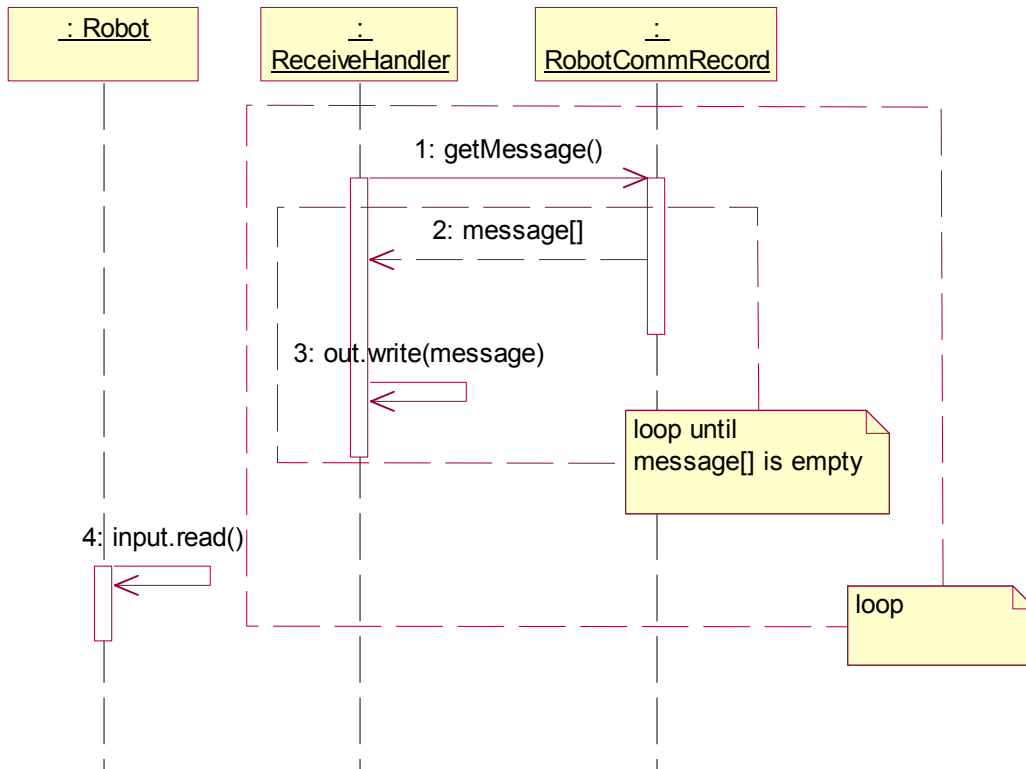 : Robot
:
ReceiveHandler
:
RobotCommRecord
1: getMessage()
2: message[]
3: out.write(message)
loop until
message[] is empty
4: input.read()
loop